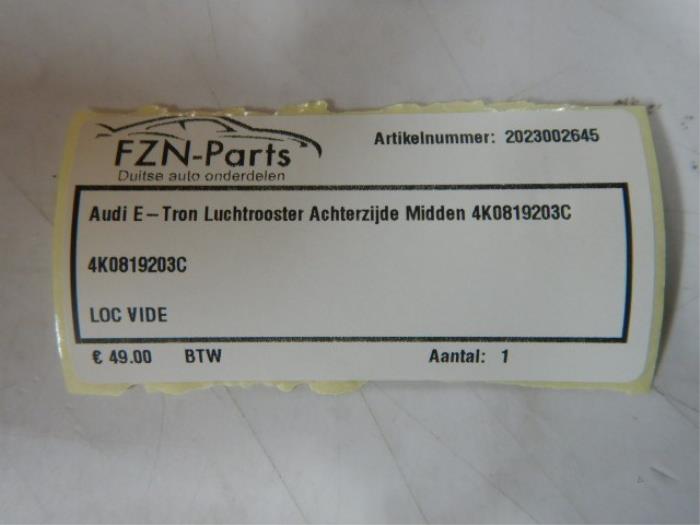 FZN-Parts
Duitse auto onderdelen
Artikelnummer: 2023002645
Audi E-Tron Luchtrooster Achterzijde Midden 4K0819203C
4K0819203C
LOC VIDE
€ 49.00 BTW Aantal: 1